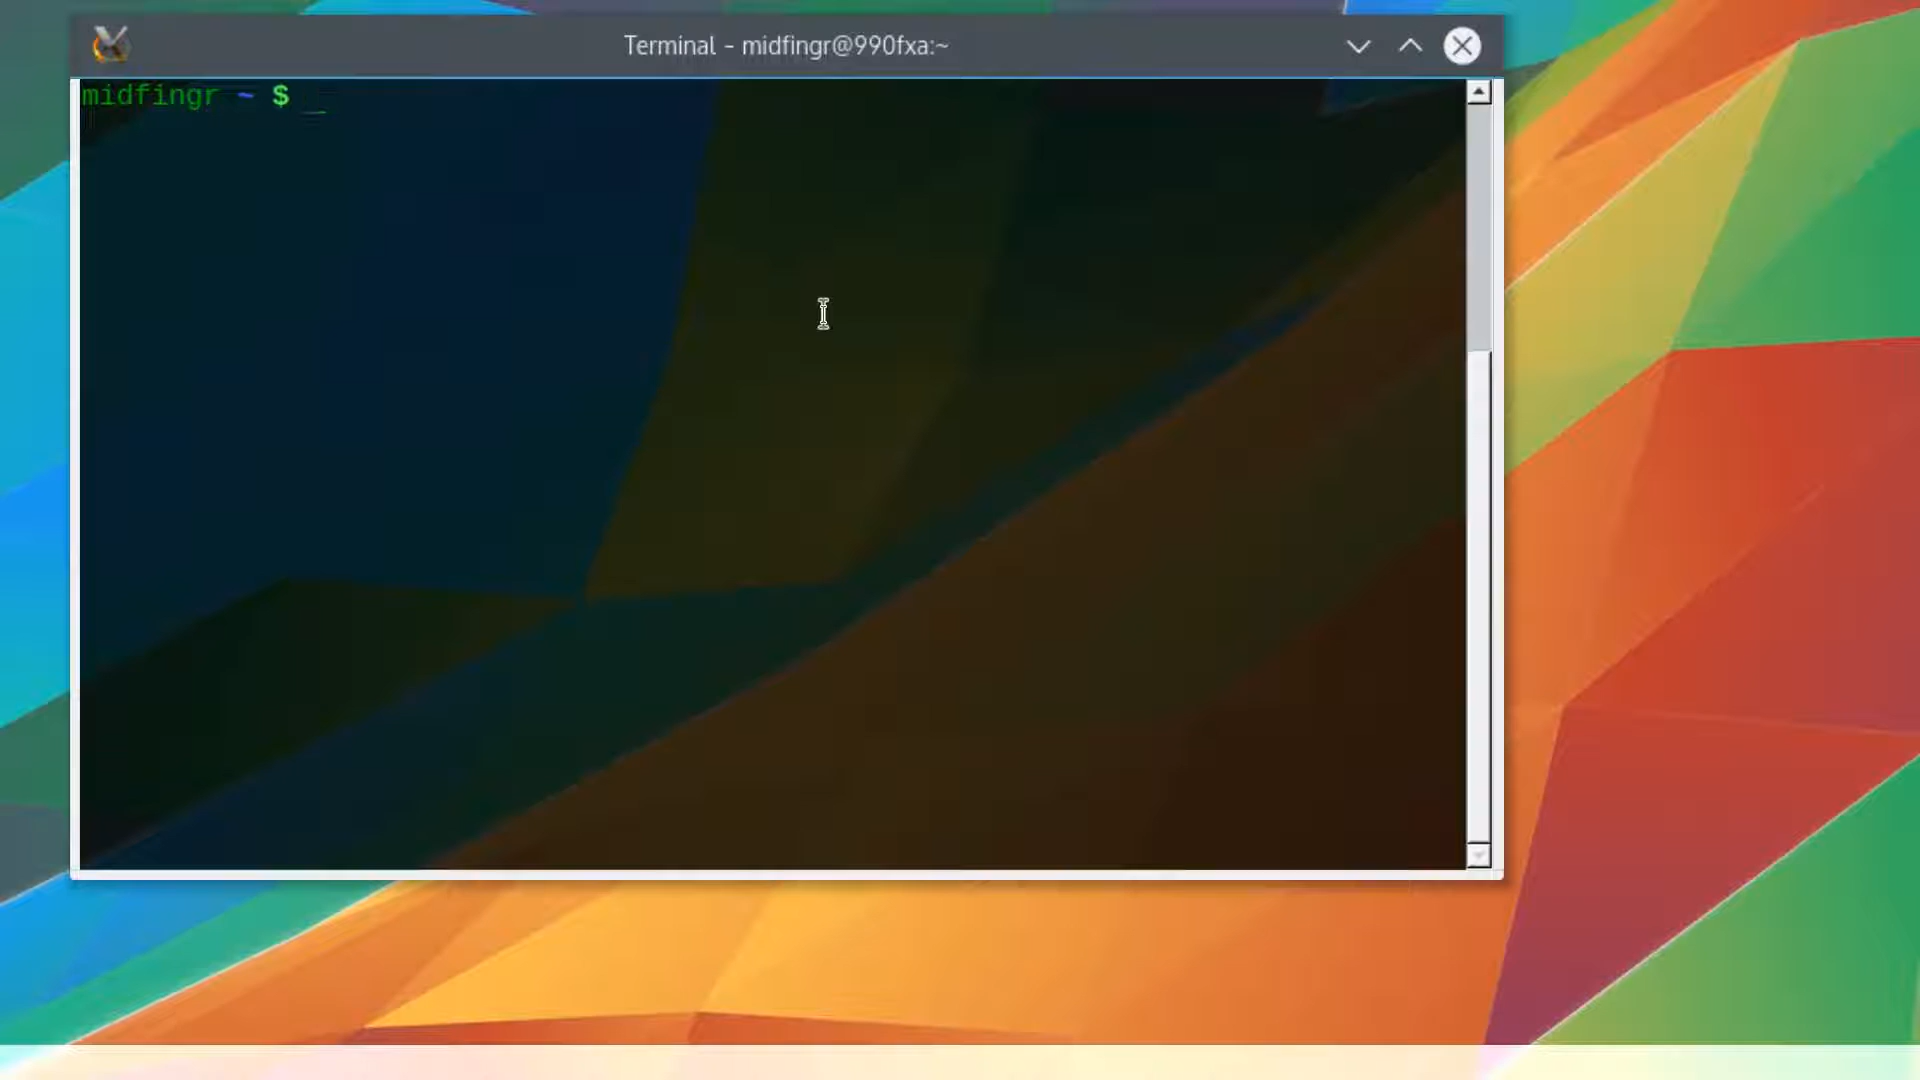 Terminal - midfingr@990fxa:~
midfingr ~ $ _